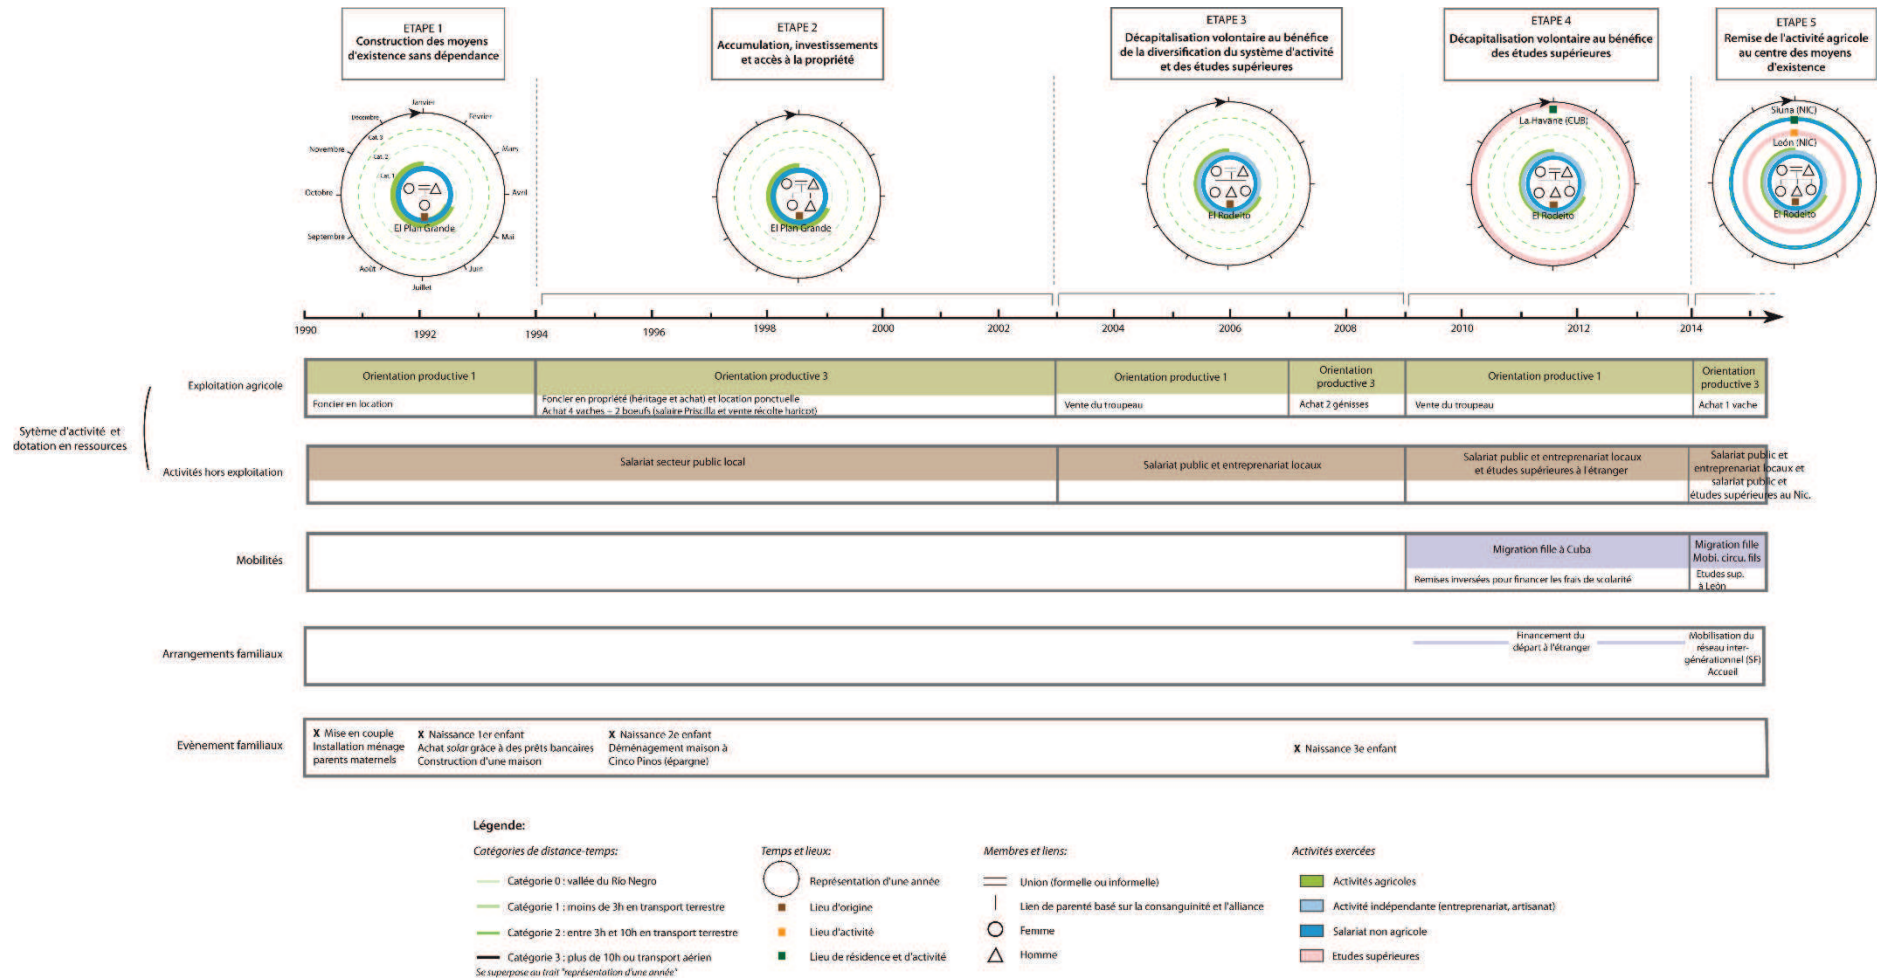 ETAPE 1
Construction des moyens
d'existence sans dépendance
ETAPE 2
Accumulation, investissements
et accès à la propriété
ETAPE 3
Décapitalisation volontaire au bénéfice
de la diversification du système d'activité
et des études supérieures
ETAPE 4
Décapitalisation volontaire au bénéfice
des études supérieures
ETAPE 5
Remise de l'activité agricole
au centre des moyens
d'existence
Janvier
Février
Mars
Avril
Mai
Juin
Juillet
Août
Septembre
Octobre
Novembre
Décembre
Cat. 3
Cat. 2
Cat. 1
El Plan Grande
El Plan Grande
El Rodeito
La Havane (CUB)
El Rodeito
Siuna (NIC)
León (NIC)
El Rodeito
1990
1992
1994
1996
1998
2000
2002
2004
2006
2008
2010
2012
2014
Sytème d'activité et
dotation en ressources
Exploitation agricole
Orientation productive 1
Foncier en location
Orientation productive 3
Foncier en propriété (héritage et achat) et location ponctuelle
Achat 4 vaches – 2 boeufs (salaire Priscilla et vente récolte haricot)
Orientation productive 1
Vente du troupeau
Orientation
productive 3
Achat 2 génisses
Orientation productive 1
Vente du troupeau
Orientation
productive 3
Achat 1 vache
Activités hors exploitation
Salariat secteur public local
Salariat public et entreprenariat locaux
Salariat public et entreprenariat locaux
et études supérieures à l'étranger
Salariat public et
entreprenariat locaux et
salariat public et
études supérieures au Nic.
Mobilités
Migration fille à Cuba
Remises inversées pour financer les frais de scolarité
Migration fille
Mobi. circu. fils
Etudes sup.
à León
Arrangements familiaux
Financement du
départ à l'étranger
Mobilisation du
réseau inter-
générationnel (SF)
Accueil
Evènement familiaux
X Mise en couple
Installation ménage
parents maternels
X Naissance 1er enfant
Achat solar grâce à des prêts bancaires
Construction d'une maison
X Naissance 2e enfant
Déménagement maison à
Cinco Pinos (épargne)
X Naissance 3e enfant
Légende:
Catégories de distance-temps:
Catégorie 0 : vallée du Río Negro
Catégorie 1 : moins de 3h en transport terrestre
Catégorie 2 : entre 3h et 10h en transport terrestre
Catégorie 3 : plus de 10h ou transport aérien
Se superpose au trait "représentation d'une année"
Temps et lieux:
Représentation d'une année
Lieu d'origine
Lieu d'activité
Lieu de résidence et d'activité
Membres et liens:
Union (formelle ou informelle)
Lien de parenté basé sur la consanguinité et l'alliance
Femme
Homme
Activités exercées
Activités agricoles
Activité indépendante (entreprenariat, artisanat)
Salariat non agricole
Etudes supérieures